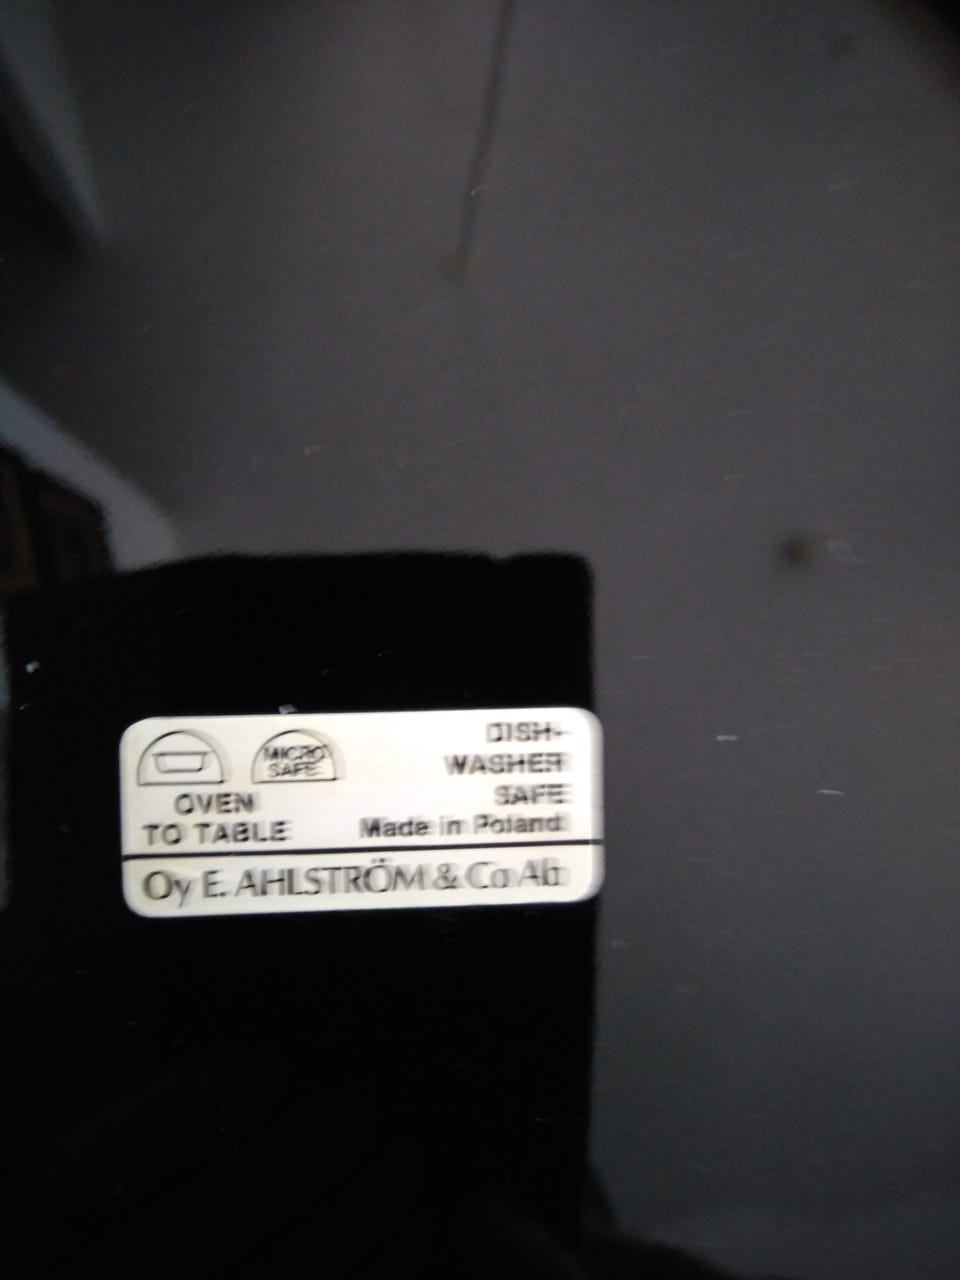 MICRO
SAFE
OVEN
TO TABLE
DISH-
WASHER
SAFE
Made in Poland
Oy E. AHLSTRÖM & Co Ab